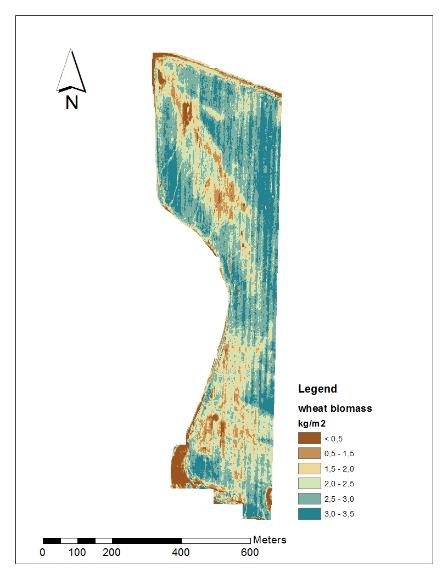 N
Legend
wheat biomass
kg/m2
< 0,5
0,5 - 1,5
1,5 - 2,0
2,0 - 2,5
2,5 - 3,0
3,0 - 3,5
Meters
0 100 200 400 600